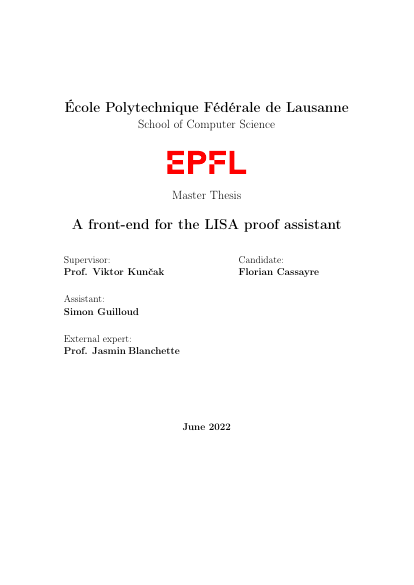 École Polytechnique Fédérale de Lausanne
School of Computer Science
EPFL
Master Thesis
A front-end for the LISA proof assistant
Supervisor:
Prof. Viktor Kunčak
Candidate:
Florian Cassayre
Assistant:
Simon Guilloud
External expert:
Prof. Jasmin Blanchette
June 2022